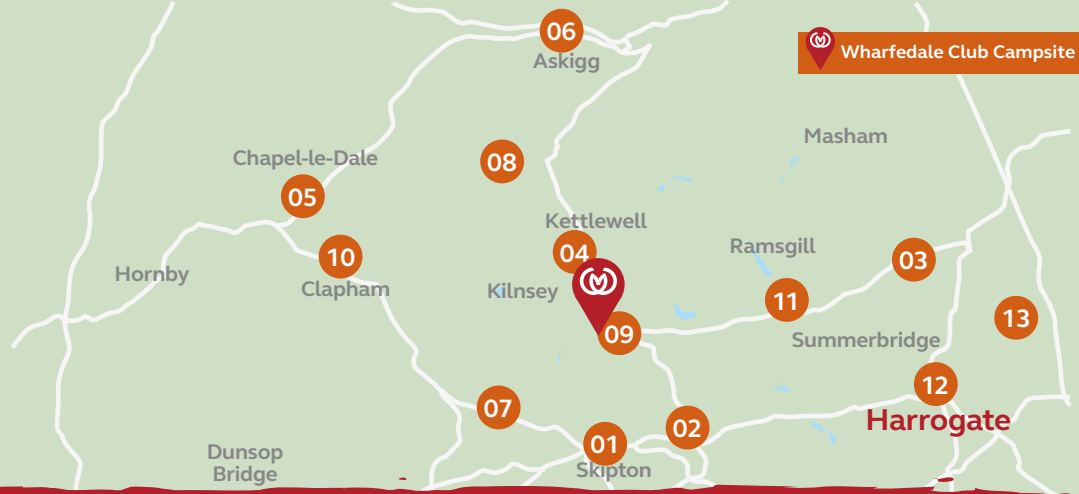 06
Askigg
Wharfedale Club Campsite
Masham
Chapel-le-Dale
08
05
Kettlewell
04
Ramsgill
03
10
Hornby
Clapham
Kilnsey
11
13
09
Summerbridge
12
Harrogate
07
02
01
Skipton
Dunsop
Bridge